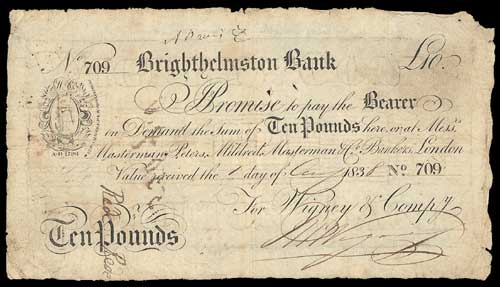 No 709 Brighthelmston Bank £10.
I Promise to pay the Bearer
on Demand the Sum of Ten Pounds here or at Messrs.
Masterman, Peters, Mildred, Masterman & Co. Bankers, London
Value received the 1 day of 1838 No 709
For Wigney & Compy.
Ten Pounds